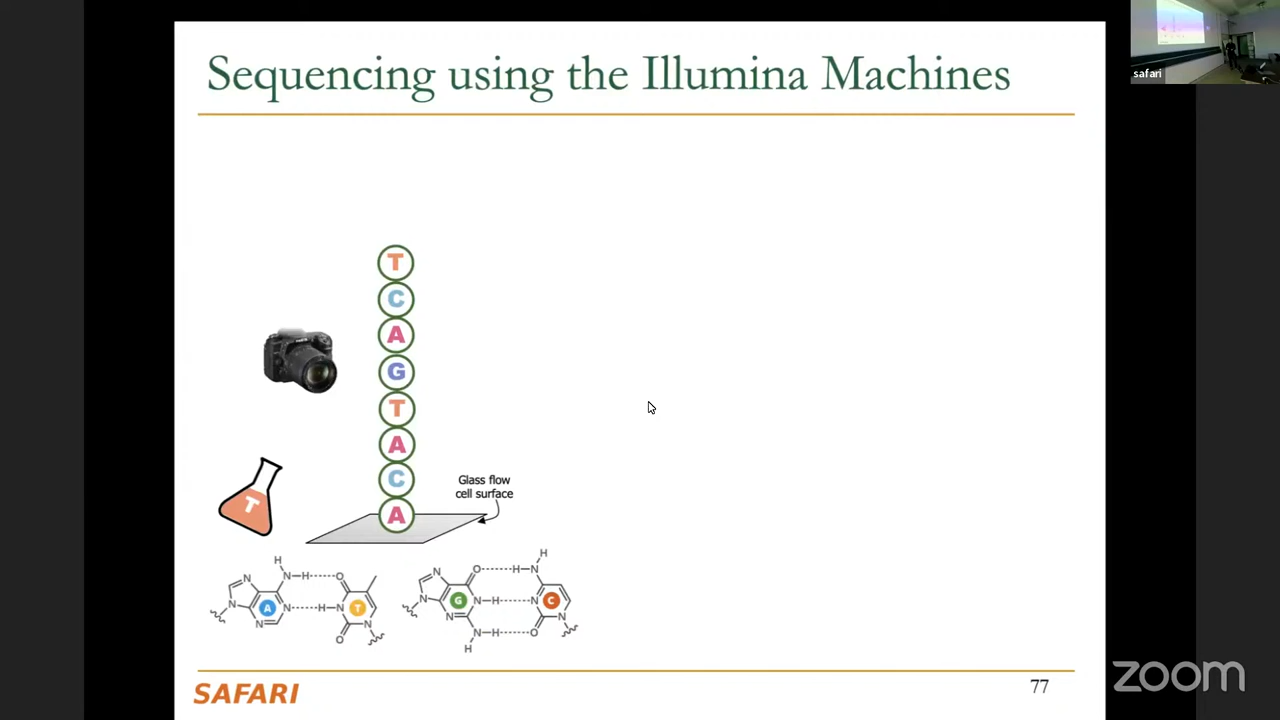 Sequencing using the Illumina Machines
safari
T
C
A
G
T
A
C
A
T
Glass flow
cell surface
H
N H O
N N H N
N N O
A T
O H N
N N H N
N N H O
H
G C
SAFARI
77
zoom